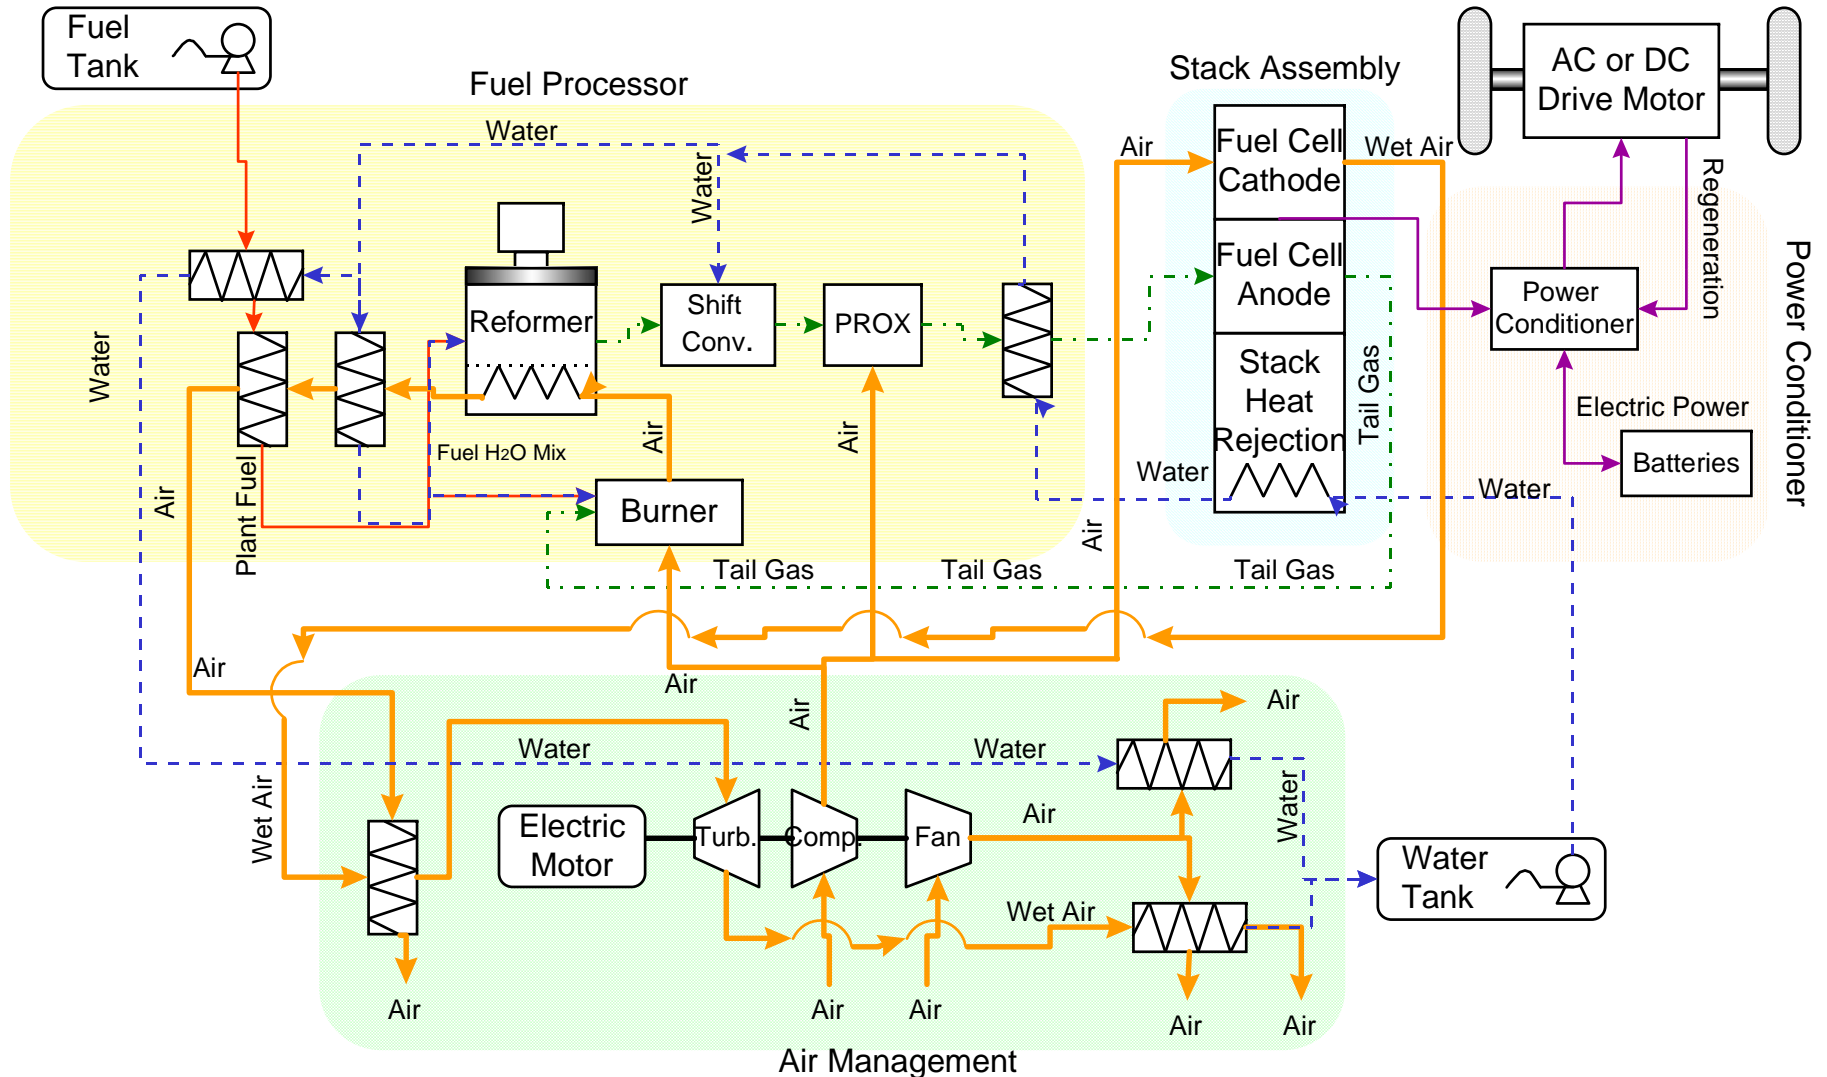 Fuel
Tank
Fuel Processor
Stack Assembly
AC or DC
Drive Motor
Water
Water
Air
Fuel Cell
Cathode
Wet Air
Regeneration
Power Conditioner
Reformer
Shift
Conv.
PROX
Fuel Cell
Anode
Power
Conditioner
Water
Stack
Heat
Rejection
Tail Gas
Electric Power
Batteries
Air
Air
Fuel H2O Mix
Water
Water
Air
Plant Fuel
Burner
Air
Tail Gas
Tail Gas
Tail Gas
Air
Air
Air
Air
Water
Water
Water
Wet Air
Electric
Motor
Turb.
Comp.
Fan
Air
Water
Tank
Wet Air
Air
Air
Air
Air
Air
Air Management